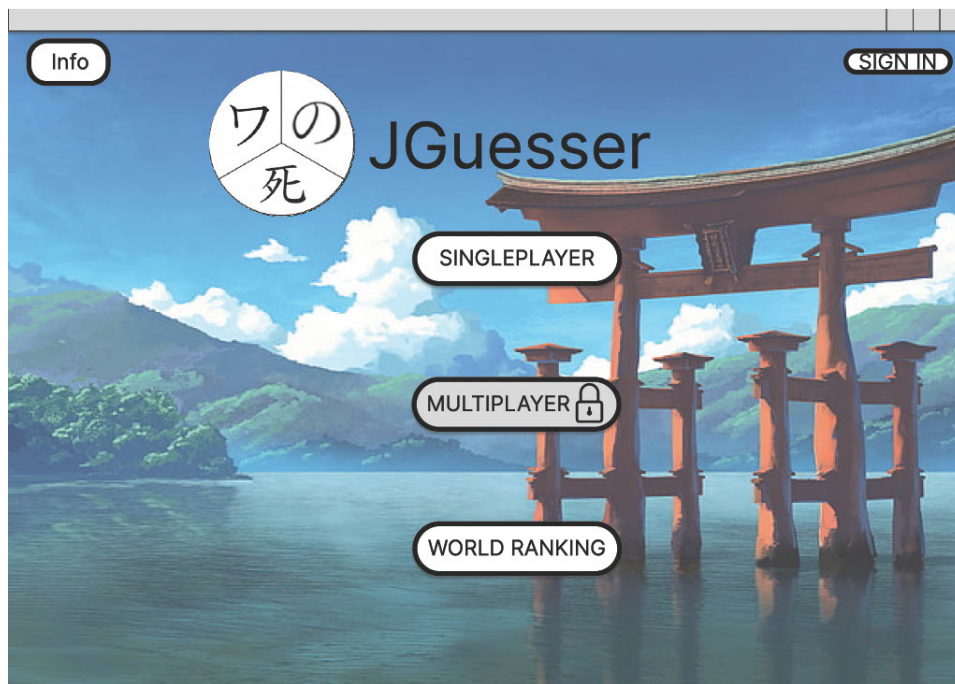 Info
SIGN IN
ワ
の
死
JGuesser
SINGLEPLAYER
MULTIPLAYER
WORLD RANKING